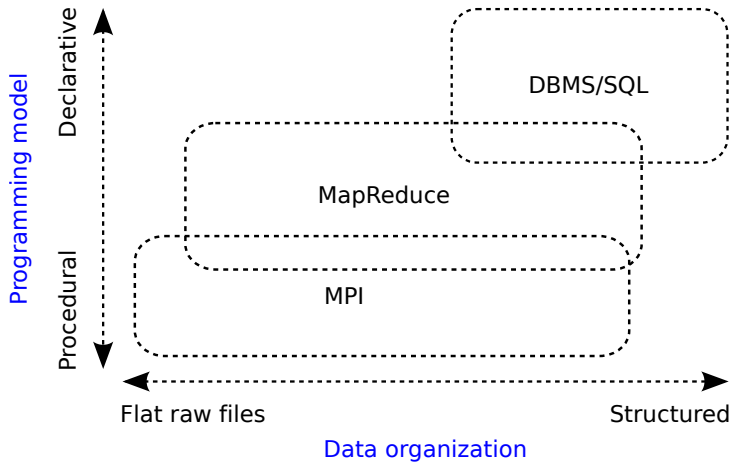 Programming model
Declarative
Procedural
DBMS/SQL
MapReduce
MPI
Flat raw files
Structured
Data organization